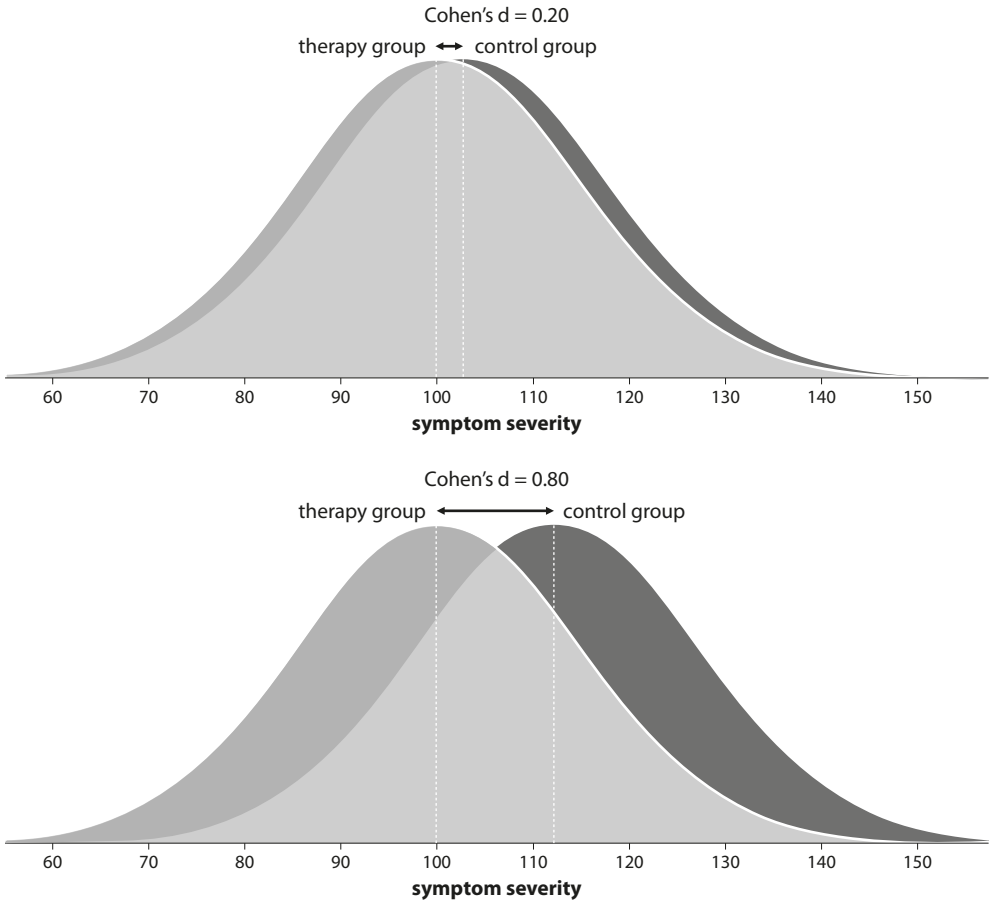 Cohen’s d = 0.20
therapy group control group
60 70 80 90 100 110 120 130 140 150
symptom severity
Cohen’s d = 0.80
therapy group control group
60 70 80 90 100 110 120 130 140 150
symptom severity